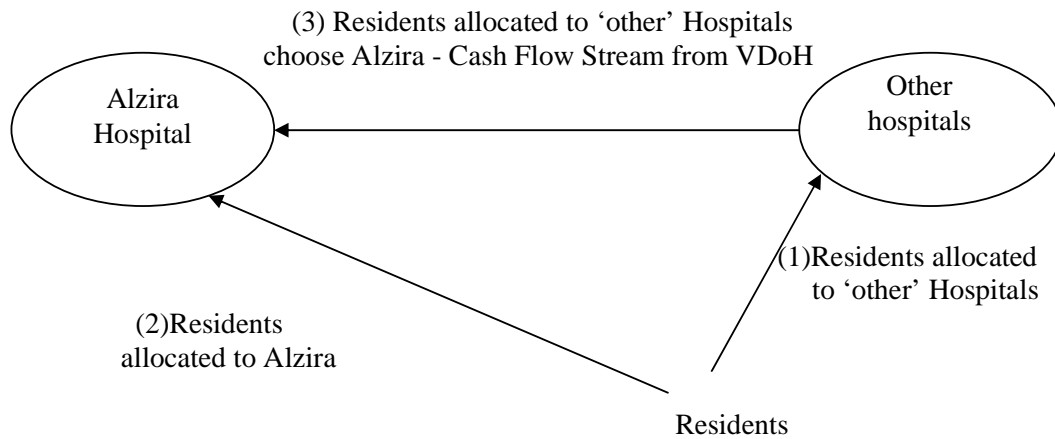 (3) Residents allocated to ‘other’ Hospitals
choose Alzira - Cash Flow Stream from VDoH
Alzira
Hospital
Other
hospitals
(1)Residents allocated
to ‘other’ Hospitals
(2)Residents
allocated to Alzira
Residents